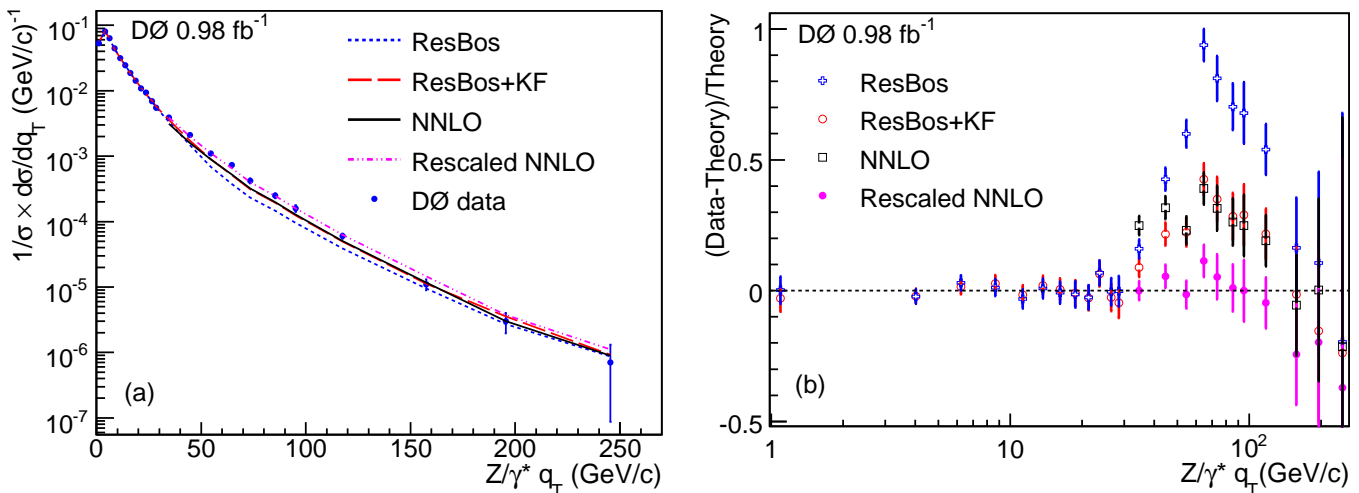 DØ 0.98 fb⁻¹
ResBos
ResBos+KF
NNLO
Rescaled NNLO
DØ data
(a)
1/σ × dσ/dq_T (GeV/c)⁻¹
10⁻¹
10⁻²
10⁻³
10⁻⁴
10⁻⁵
10⁻⁶
10⁻⁷
0 50 100 150 200 250
Z/γ* q_T (GeV/c)
DØ 0.98 fb⁻¹
ResBos
ResBos+KF
NNLO
Rescaled NNLO
(b)
(Data-Theory)/Theory
1
0.5
0
-0.5
1 10 10²
Z/γ* q_T (GeV/c)